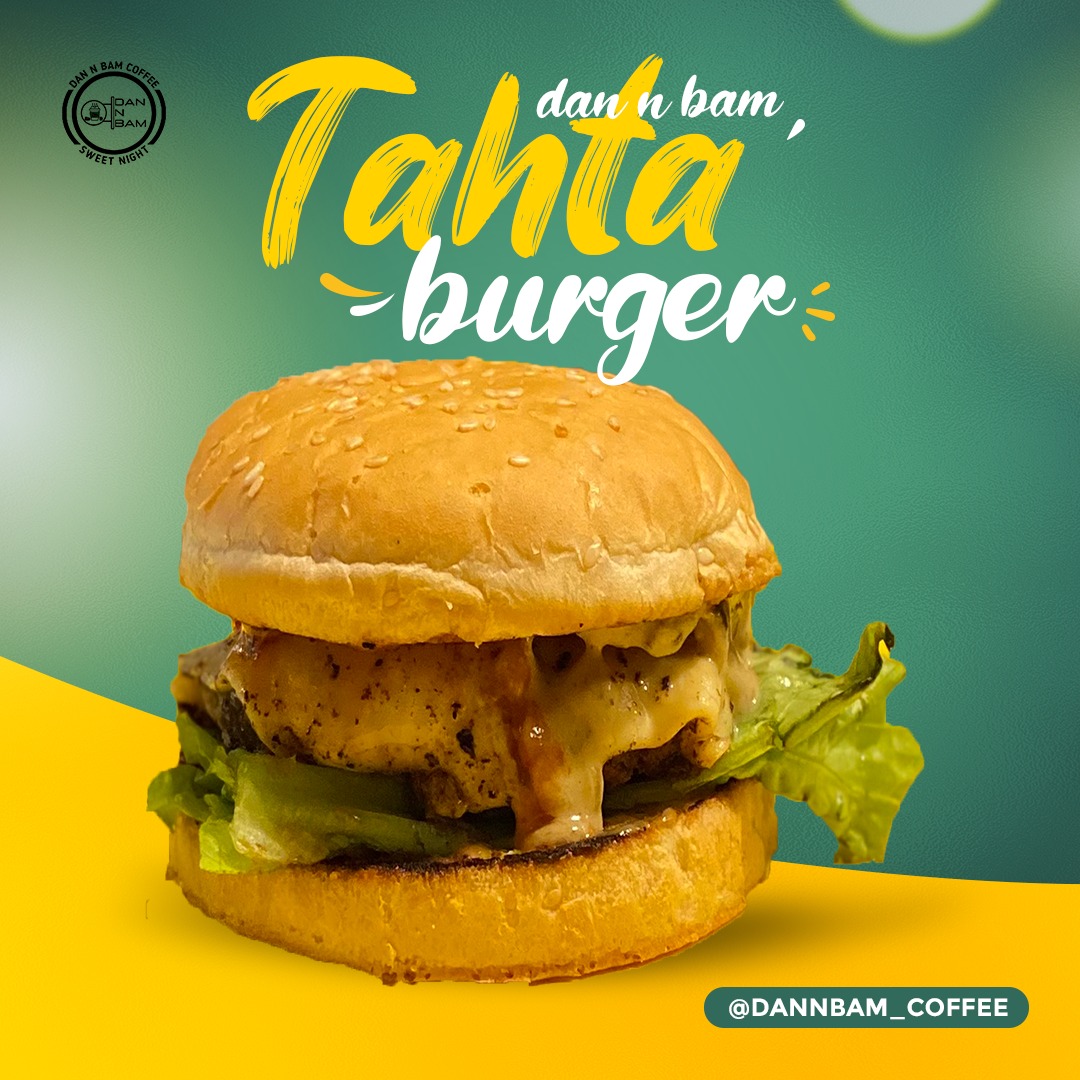 DAN N BAM COFFEE
DAN
N
BAM
SWEET NIGHT
dan n bam
Tahta
burger
@DANNBAM_COFFEE